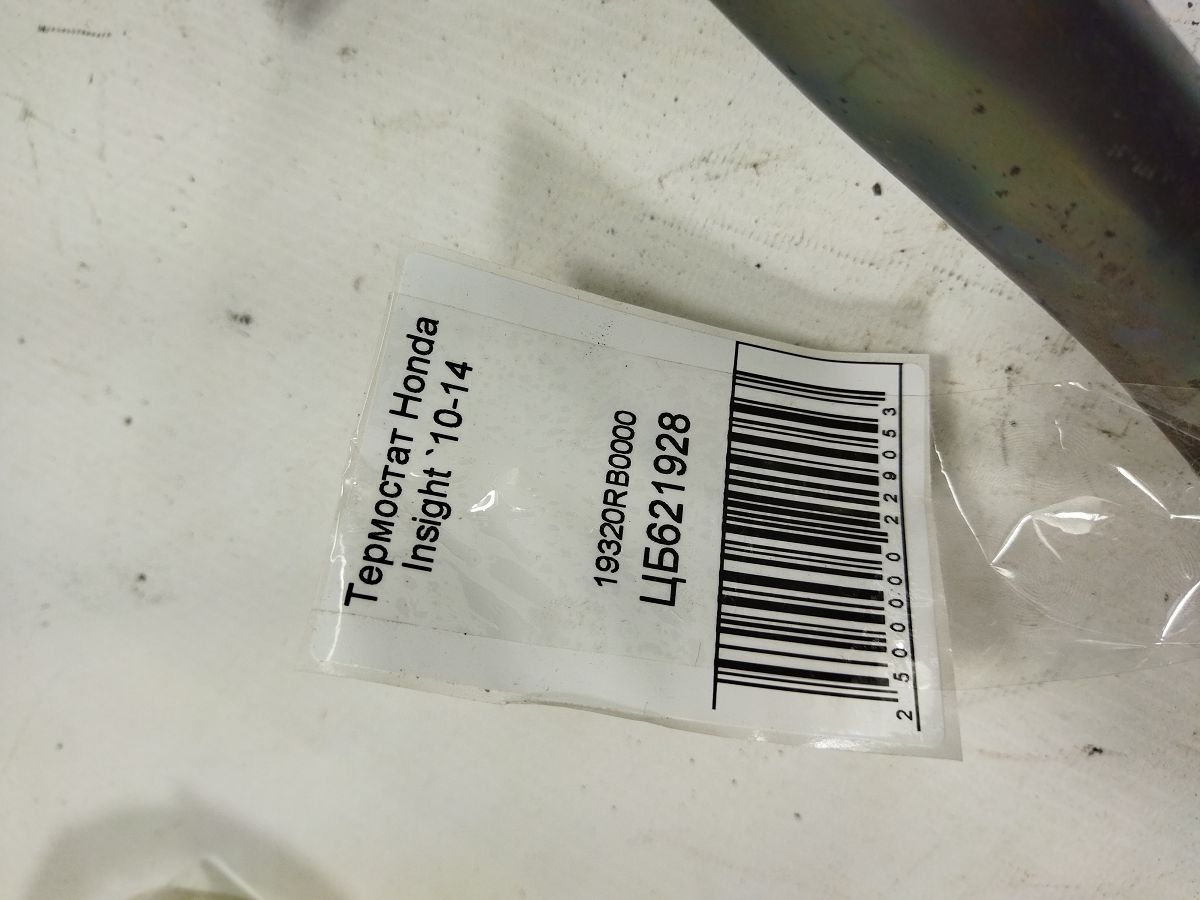 Термостат Honda
Insight `10-14
19320RB0000
ЦБ621928
2500000229053